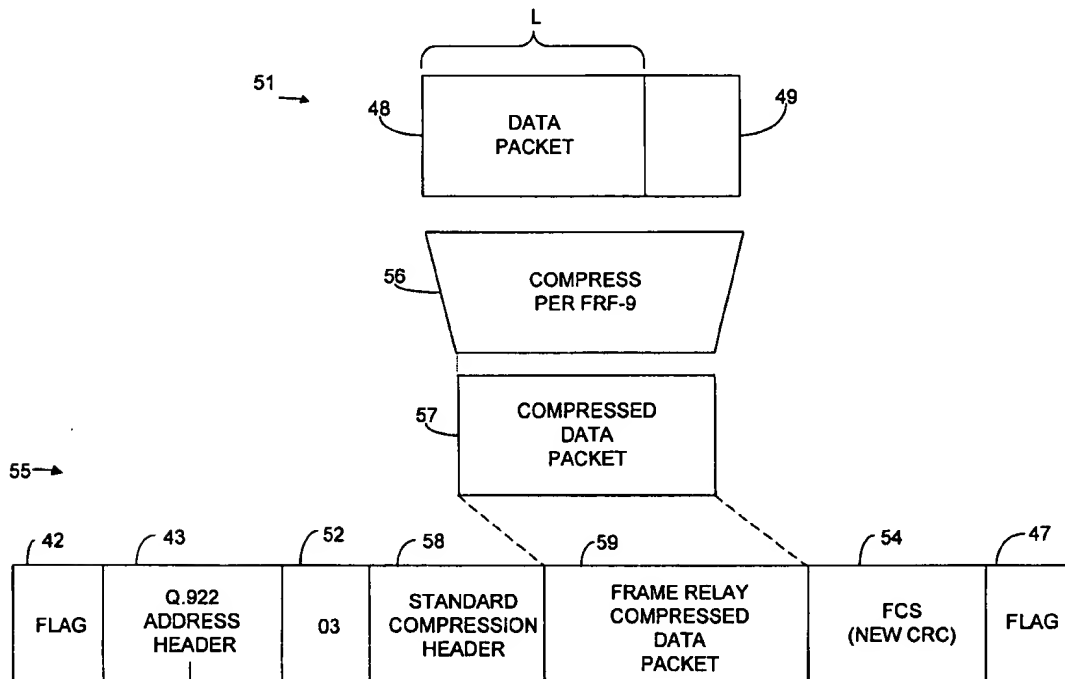 L
51
48
DATA
PACKET
49
56
COMPRESS
PER FRF-9
57
COMPRESSED
DATA
PACKET
55
42
43
52
58
59
54
47
FLAG
Q.922
ADDRESS
HEADER
03
STANDARD
COMPRESSION
HEADER
FRAME RELAY
COMPRESSED
DATA
PACKET
FCS
(NEW CRC)
FLAG